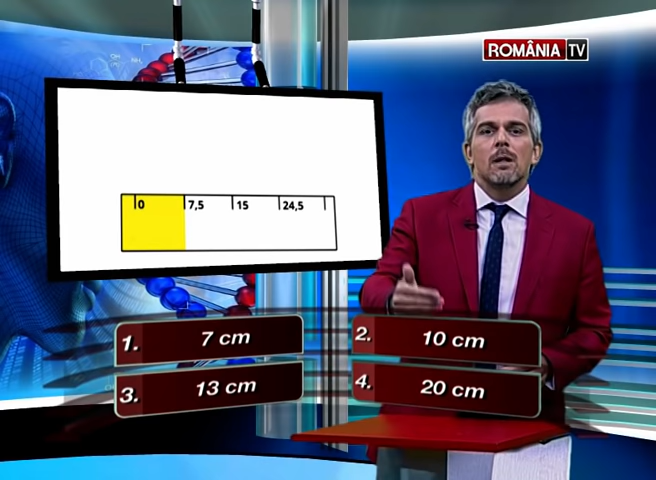 ROMÂNIA TV
0 7,5 15 24,5
1. 7 cm
2. 10 cm
3. 13 cm
4. 20 cm